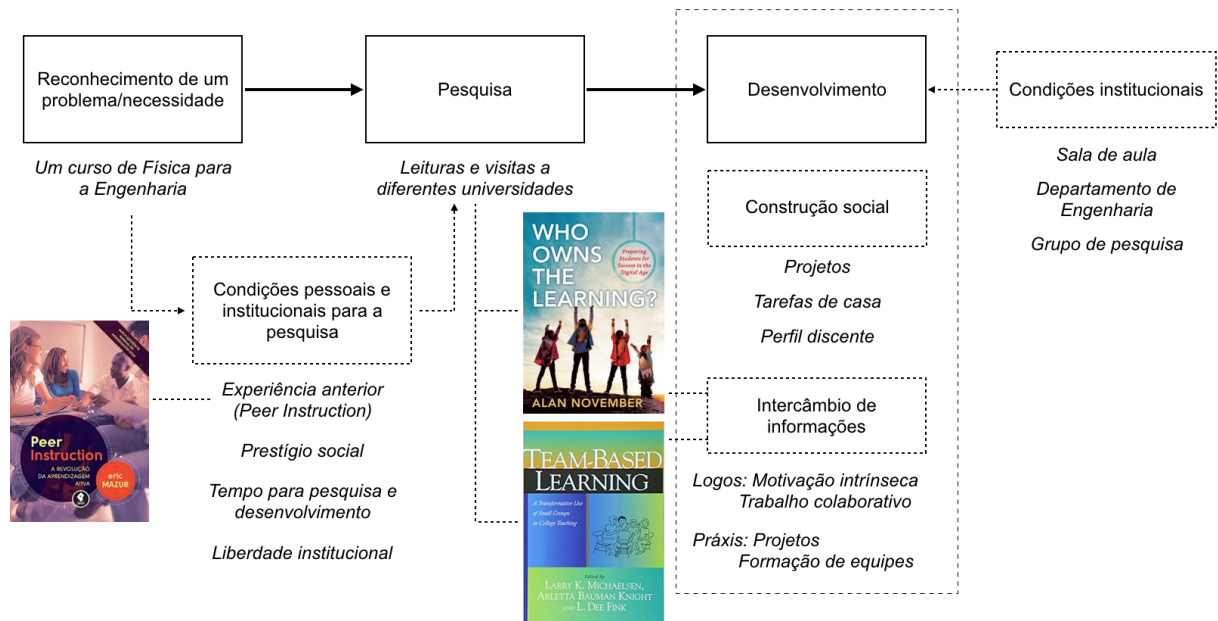 Reconhecimento de um
problema/necessidade
Pesquisa
Desenvolvimento
Condições institucionais
Um curso de Física para
a Engenharia
Leituras e visitas a
diferentes universidades
Sala de aula
Departamento de
Engenharia
Grupo de pesquisa
Construção social
Projetos
Tarefas de casa
Perfil discente
Condições pessoais e
institucionais para a
pesquisa
Experiência anterior
(Peer Instruction)
Prestígio social
Tempo para pesquisa e
desenvolvimento
Liberdade institucional
Peer
Instruction
A REVOLUÇÃO
DA APRENDIZAGEM
ATIVA
eric
MAZUR
WHO
OWNS
THE
LEARNING?
Preparing
Students for
Success in the
Digital Age
ALAN NOVEMBER
TEAM-BASED
LEARNING
A Transformative Use
of Small Groups
in College Teaching
Edited by
LARRY K. MICHAELSEN,
ARLETTA BAUMAN KNIGHT
AND L. DEE FINK
Intercâmbio de
informações
Logos: Motivação intrínseca
Trabalho colaborativo
Práxis: Projetos
Formação de equipes